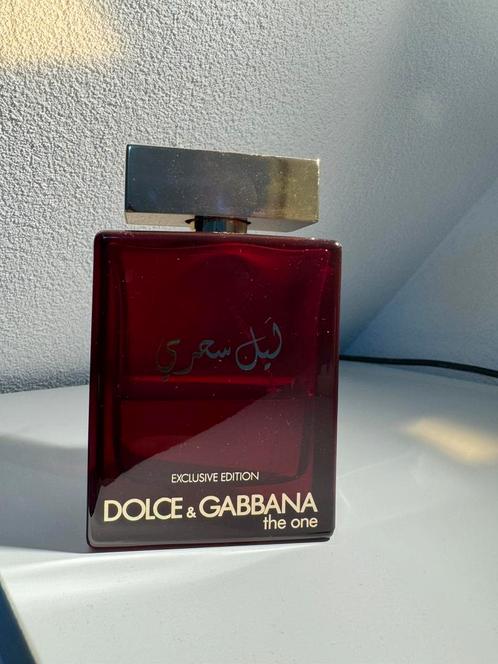 ليل سحري
EXCLUSIVE EDITION
DOLCE & GABBANA
the one